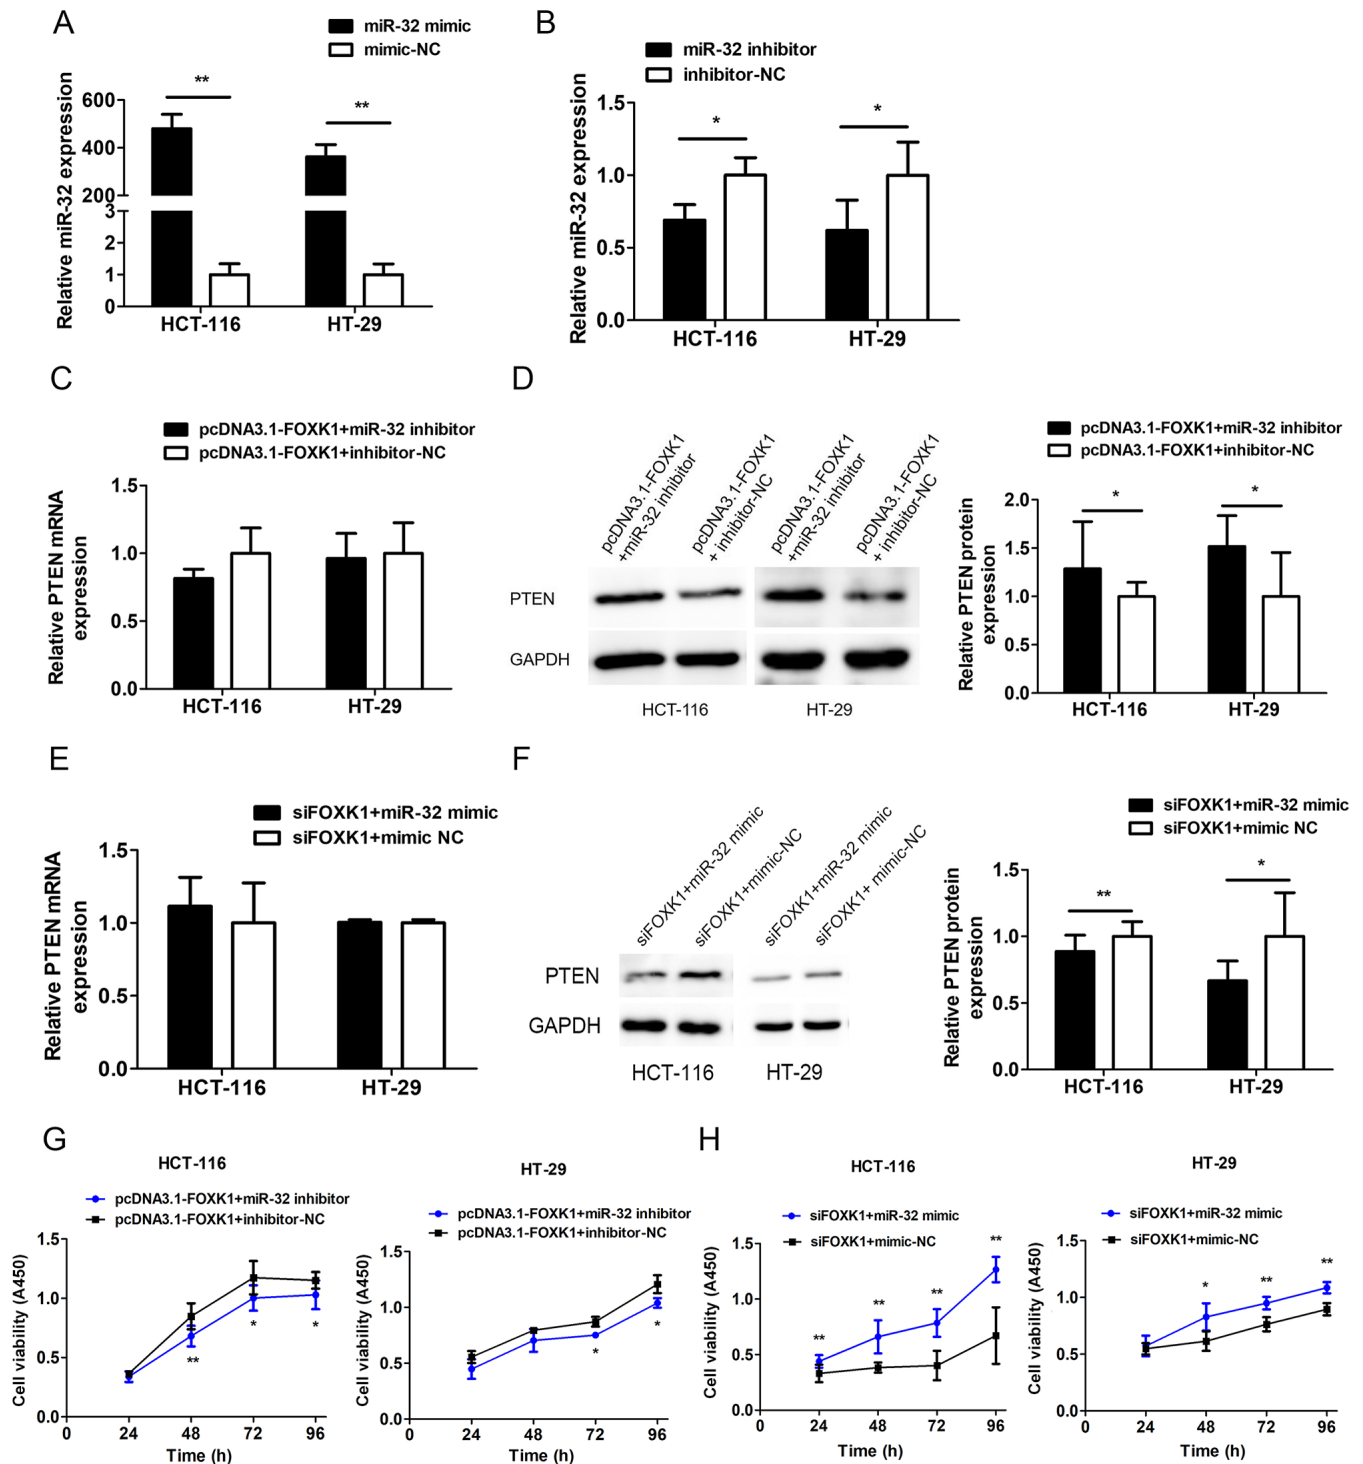 A
miR-32 mimic
mimic-NC
Relative miR-32 expression
600
400
200
3
2
1
0
**
**
HCT-116
HT-29
B
miR-32 inhibitor
inhibitor-NC
Relative miR-32 expression
1.5
1.0
0.5
0.0
*
*
HCT-116
HT-29
C
pcDNA3.1-FOXK1+miR-32 inhibitor
pcDNA3.1-FOXK1+inhibitor-NC
Relative PTEN mRNA
expression
1.5
1.0
0.5
0.0
HCT-116
HT-29
D
pcDNA3.1-FOXK1
+miR-32 inhibitor
pcDNA3.1-FOXK1
+ inhibitor-NC
pcDNA3.1-FOXK1
+miR-32 inhibitor
pcDNA3.1-FOXK1
+ inhibitor-NC
PTEN
GAPDH
HCT-116
HT-29
pcDNA3.1-FOXK1+miR-32 inhibitor
pcDNA3.1-FOXK1+inhibitor-NC
Relative PTEN protein
expression
2.0
1.5
1.0
0.5
0.0
*
*
HCT-116
HT-29
E
siFOXK1+miR-32 mimic
siFOXK1+mimic NC
Relative PTEN mRNA
expression
1.5
1.0
0.5
0.0
HCT-116
HT-29
F
siFOXK1+miR-32 mimic
siFOXK1+mimic-NC
siFOXK1+miR-32 mimic
siFOXK1+ mimic-NC
PTEN
GAPDH
HCT-116
HT-29
siFOXK1+miR-32 mimic
siFOXK1+mimic NC
Relative PTEN protein
expression
1.5
1.0
0.5
0.0
**
*
HCT-116
HT-29
G
HCT-116
pcDNA3.1-FOXK1+miR-32 inhibitor
pcDNA3.1-FOXK1+inhibitor-NC
Cell viability (A450)
1.5
1.0
0.5
0.0
**
*
*
0 24 48 72 96
Time (h)
HT-29
pcDNA3.1-FOXK1+miR-32 inhibitor
pcDNA3.1-FOXK1+inhibitor-NC
Cell viability (A450)
1.5
1.0
0.5
0.0
*
*
0 24 48 72 96
Time (h)
H
HCT-116
siFOXK1+miR-32 mimic
siFOXK1+mimic-NC
Cell viability (A450)
1.5
1.0
0.5
0.0
**
**
**
**
0 24 48 72 96
Time (h)
HT-29
siFOXK1+miR-32 mimic
siFOXK1+mimic-NC
Cell viability (A450)
1.5
1.0
0.5
0.0
*
**
**
0 24 48 72 96
Time (h)